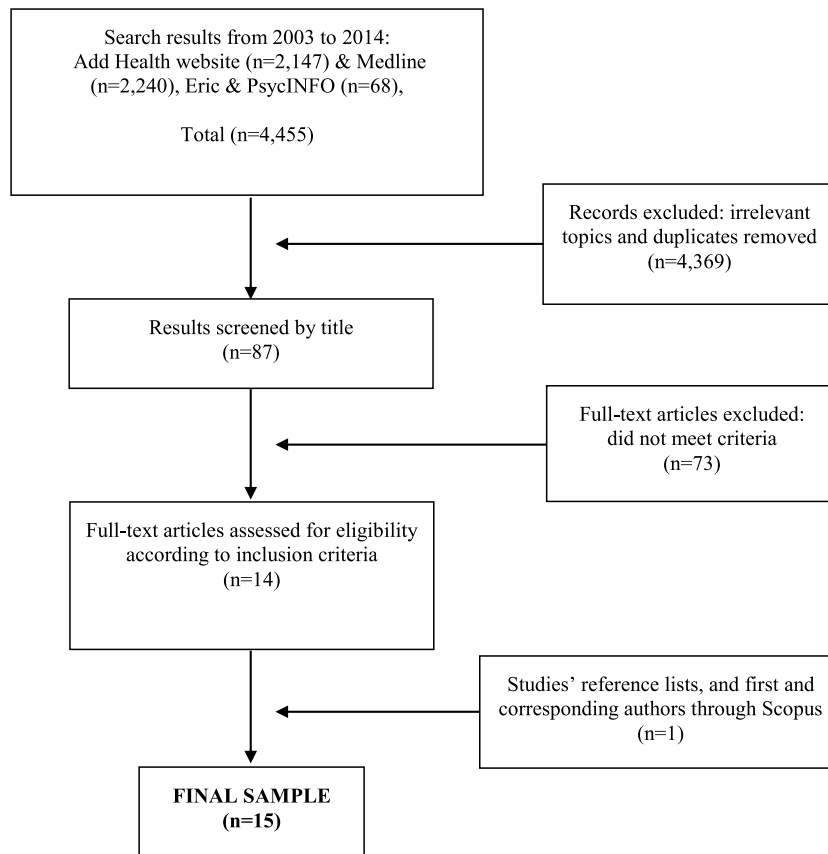 Search results from 2003 to 2014:
Add Health website (n=2,147) & Medline
(n=2,240), Eric & PsycINFO (n=68),
Total (n=4,455)
Records excluded: irrelevant
topics and duplicates removed
(n=4,369)
Results screened by title
(n=87)
Full-text articles excluded:
did not meet criteria
(n=73)
Full-text articles assessed for eligibility
according to inclusion criteria
(n=14)
Studies’ reference lists, and first and
corresponding authors through Scopus
(n=1)
FINAL SAMPLE
(n=15)